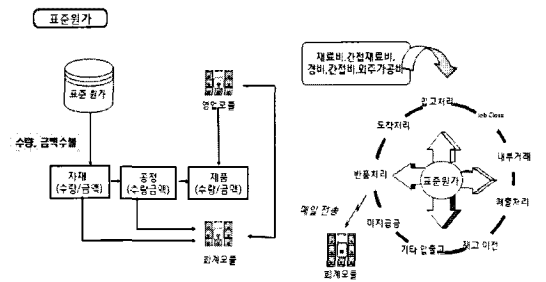 표준원가
표준 원가
영업모듈
수량, 금액수불
자재
(수량/금액)
공정
(수량금액)
제품
(수량/금액)
회계모듈
재료비,간접재료비,
경비,간접비,외주가공비
입고처리
Job Close
도착처리
내부거래
반품처리
표준원가
폐품처리
매일 전송
미지급금
재고 이전
기타 입출고
회계모듈